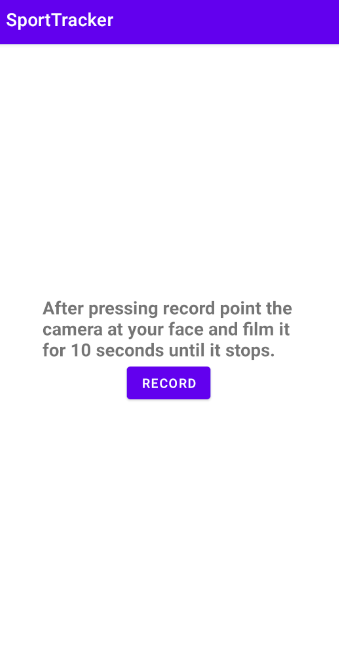 SportTracker
After pressing record point the
camera at your face and film it
for 10 seconds until it stops.
RECORD